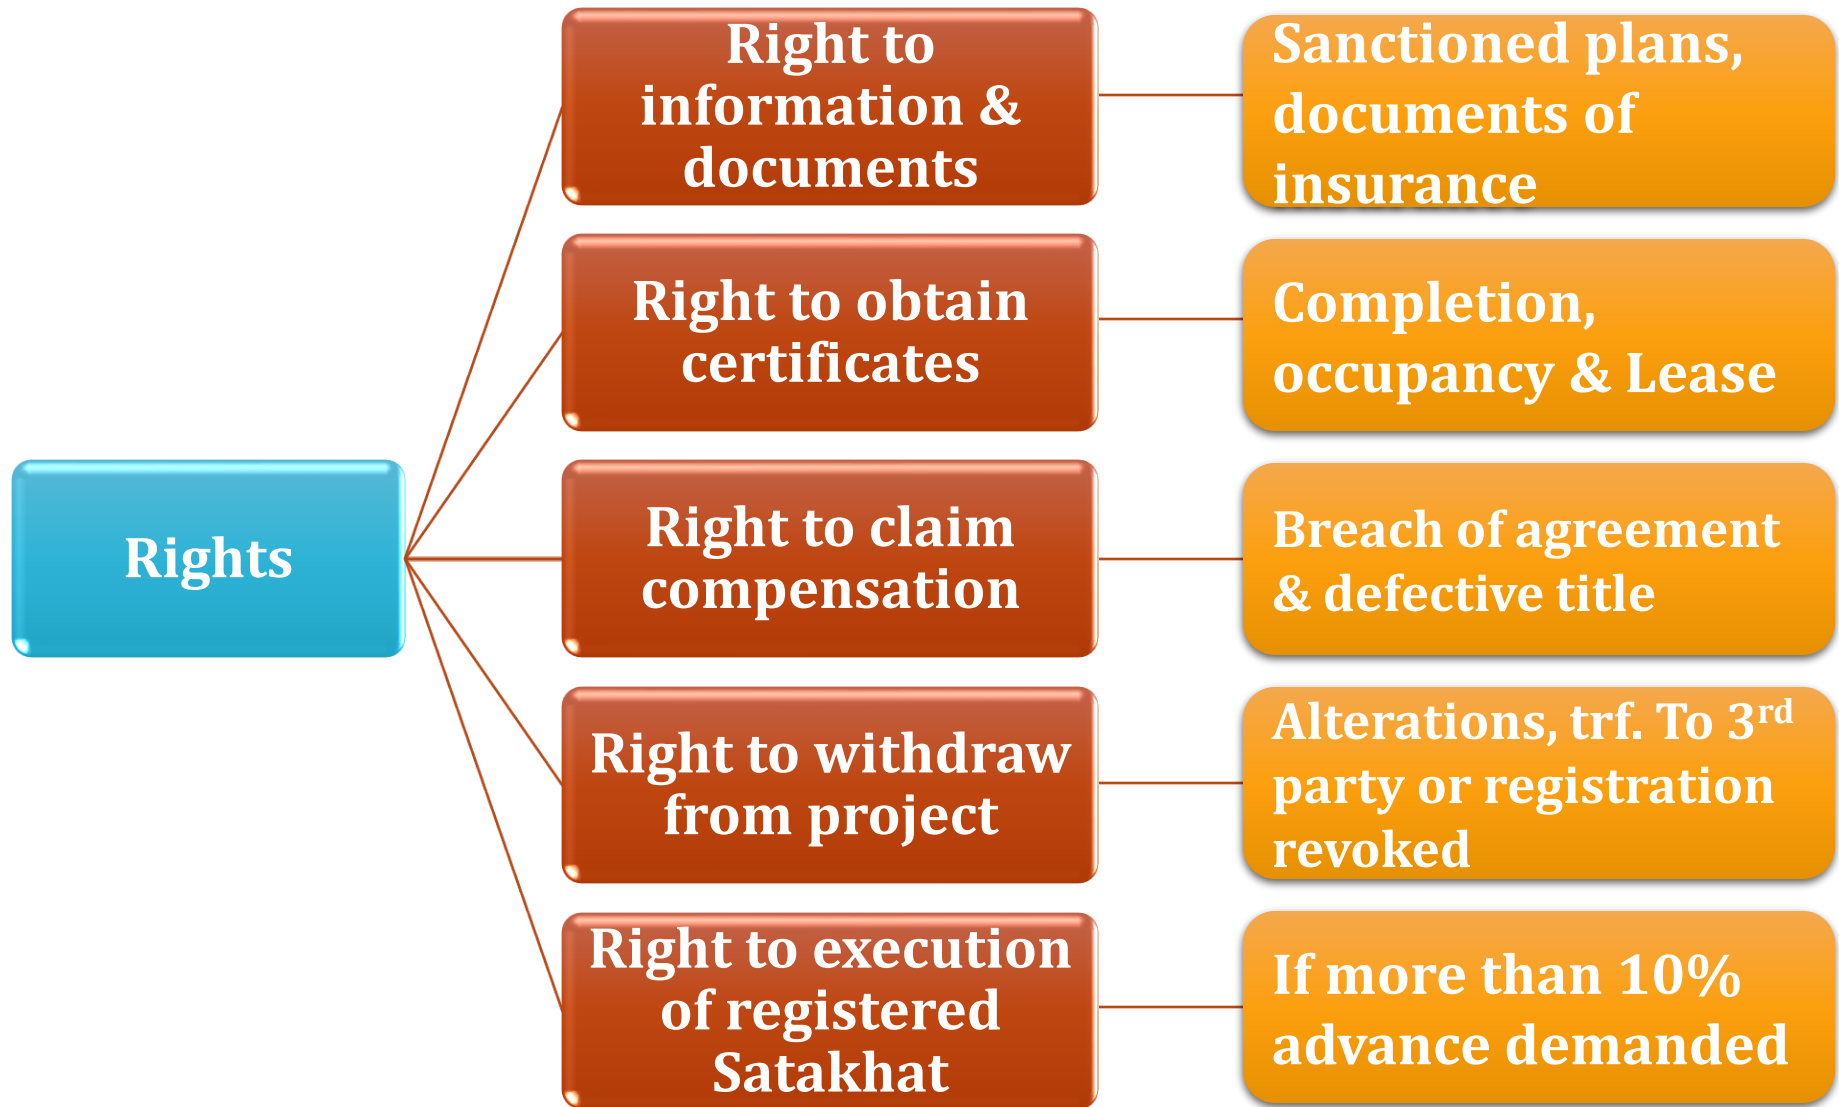 Rights
Right to
information &
documents
Sanctioned plans,
documents of
insurance
Right to obtain
certificates
Completion,
occupancy & Lease
Right to claim
compensation
Breach of agreement
& defective title
Right to withdraw
from project
Alterations, trf. To 3rd
party or registration
revoked
Right to execution
of registered
Satakhat
If more than 10%
advance demanded